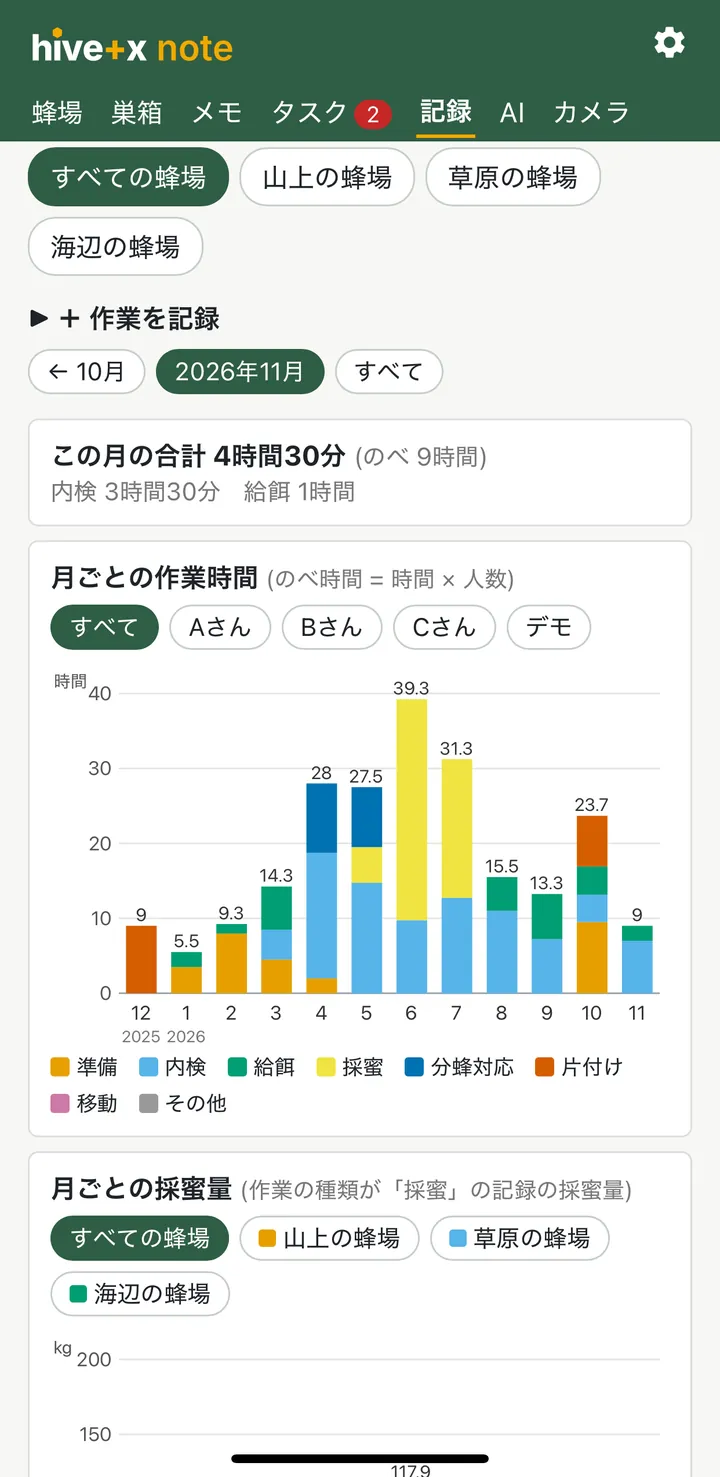 hive+x note
蜂場 巣箱 メモ タスク 2 記録 AI カメラ
すべての蜂場 山上の蜂場 草原の蜂場
海辺の蜂場
▶ + 作業を記録
← 10月 2026年11月 すべて
この月の合計 4時間30分 (のべ 9時間)
内検 3時間30分 給餌 1時間
月ごとの作業時間 (のべ時間 = 時間 × 人数)
すべて Aさん Bさん Cさん デモ
時間
40
30
20
10
0
9 5.5 9.3 14.3 28 27.5 39.3 31.3 15.5 13.3 23.7 9
12 1 2 3 4 5 6 7 8 9 10 11
2025 2026
準備 内検 給餌 採蜜 分蜂対応 片付け
移動 その他
月ごとの採蜜量 (作業の種類が「採蜜」の記録の採蜜量)
すべての蜂場 山上の蜂場 草原の蜂場
海辺の蜂場
kg
200
150
117.9